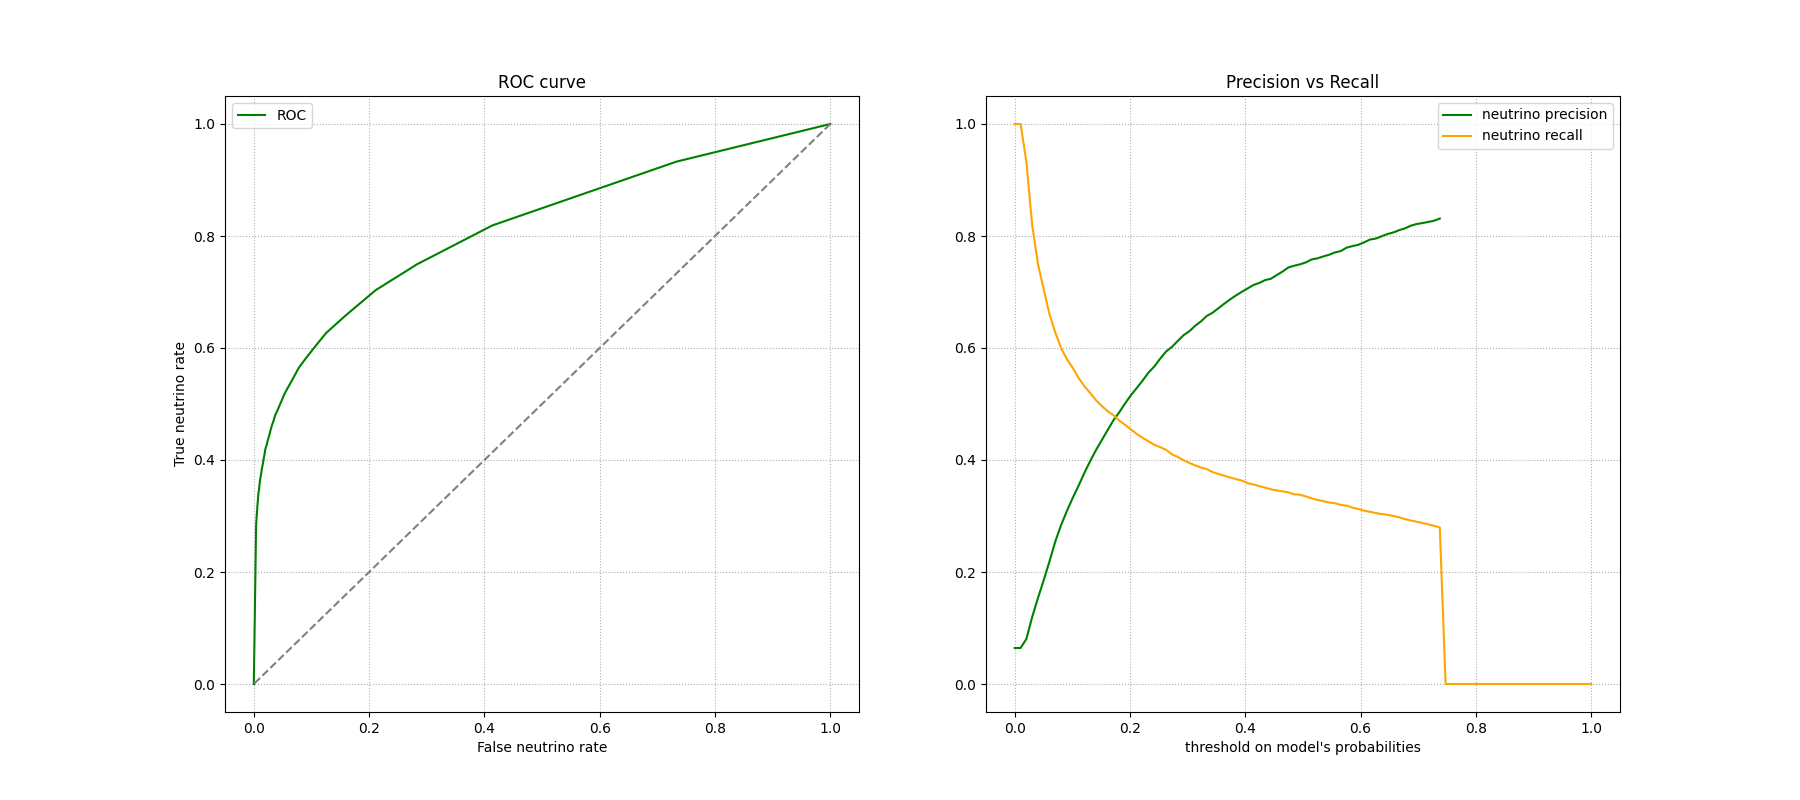 ROC curve
ROC
1.0
0.8
0.6
0.4
0.2
0.0
True neutrino rate
0.0 0.2 0.4 0.6 0.8 1.0
False neutrino rate
Precision vs Recall
neutrino precision
neutrino recall
1.0
0.8
0.6
0.4
0.2
0.0
0.0 0.2 0.4 0.6 0.8 1.0
threshold on model's probabilities